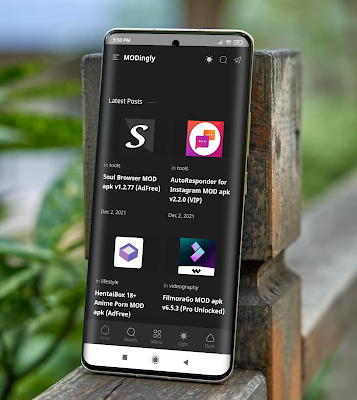 5:50 PM
MODingly
Latest Posts
S
in tools
Soul Browser MOD
apk v1.2.77 (AdFree)
Dec 2, 2021
in tools
AutoResponder for
Instagram MOD apk
v2.2.0 (VIP)
Dec 2, 2021
in lifestyle
HentaiBox 18+
Anime Porn MOD
apk (AdFree)
in videography
FilmoraGo MOD apk
v6.5.3 (Pro Unlocked)
Home
Search
Menu
Light
Dark